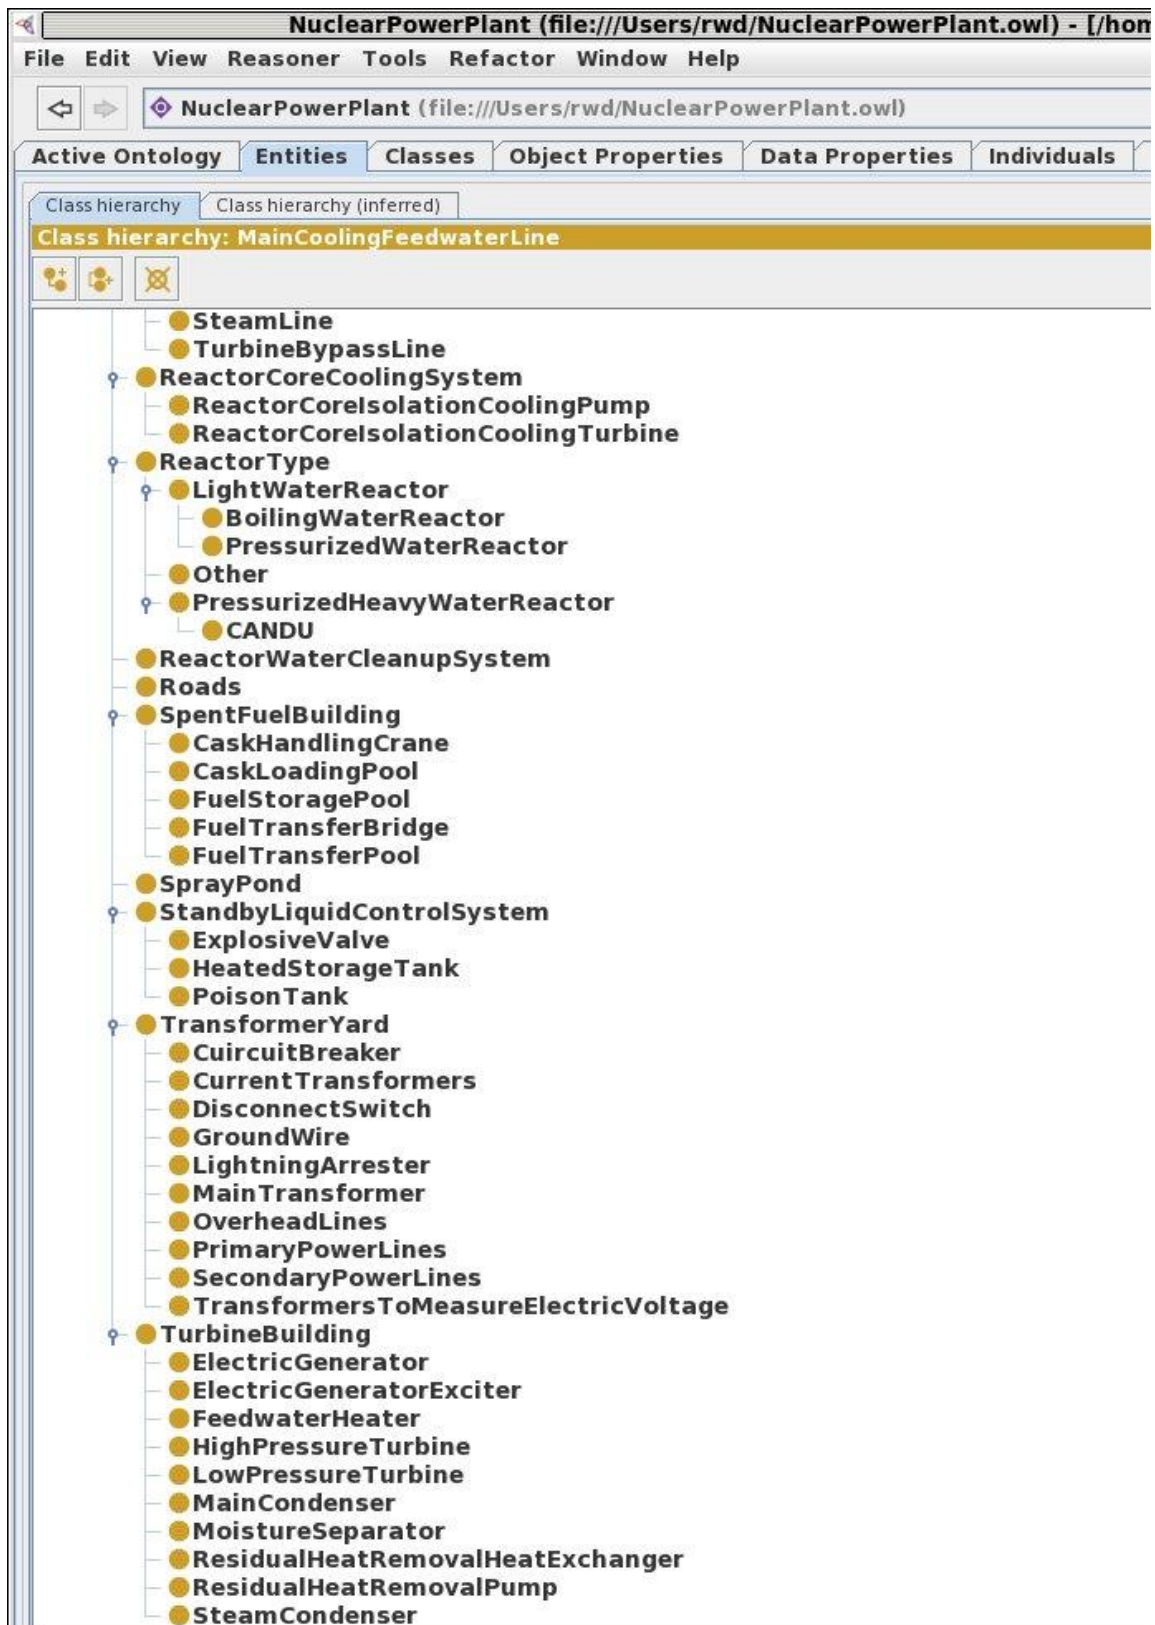 NuclearPowerPlant (file:///Users/rwd/NuclearPowerPlant.owl) - [/hom
File Edit View Reasoner Tools Refactor Window Help
NuclearPowerPlant (file:///Users/rwd/NuclearPowerPlant.owl)
Active Ontology Entities Classes Object Properties Data Properties Individuals
Class hierarchy Class hierarchy (inferred)
Class hierarchy: MainCoolingFeedwaterLine
SteamLine
TurbineBypassLine
ReactorCoreCoolingSystem
ReactorCoreIsolationCoolingPump
ReactorCoreIsolationCoolingTurbine
ReactorType
LightWaterReactor
BoilingWaterReactor
PressurizedWaterReactor
Other
PressurizedHeavyWaterReactor
CANDU
ReactorWaterCleanupSystem
Roads
SpentFuelBuilding
CaskHandlingCrane
CaskLoadingPool
FuelStoragePool
FuelTransferBridge
FuelTransferPool
SprayPond
StandbyLiquidControlSystem
ExplosiveValve
HeatedStorageTank
PoisonTank
TransformerYard
CuircuitBreaker
CurrentTransformers
DisconnectSwitch
GroundWire
LightningArrester
MainTransformer
OverheadLines
PrimaryPowerLines
SecondaryPowerLines
TransformersToMeasureElectricVoltage
TurbineBuilding
ElectricGenerator
ElectricGeneratorExciter
FeedwaterHeater
HighPressureTurbine
LowPressureTurbine
MainCondenser
MoistureSeparator
ResidualHeatRemovalHeatExchanger
ResidualHeatRemovalPump
SteamCondenser